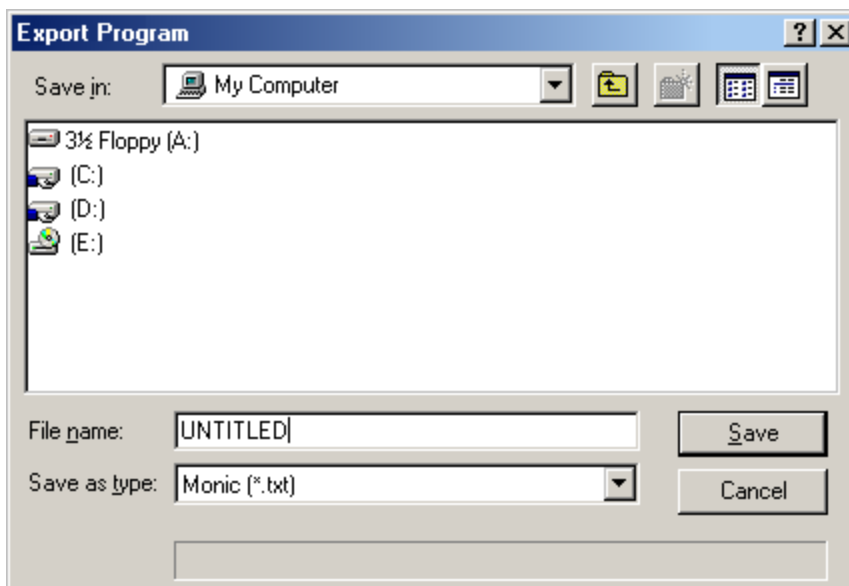 Export Program
Save in: My Computer
3½ Floppy (A:)
(C:)
(D:)
(E:)
File name: UNTITLED Save
Save as type: Monic (*.txt) Cancel